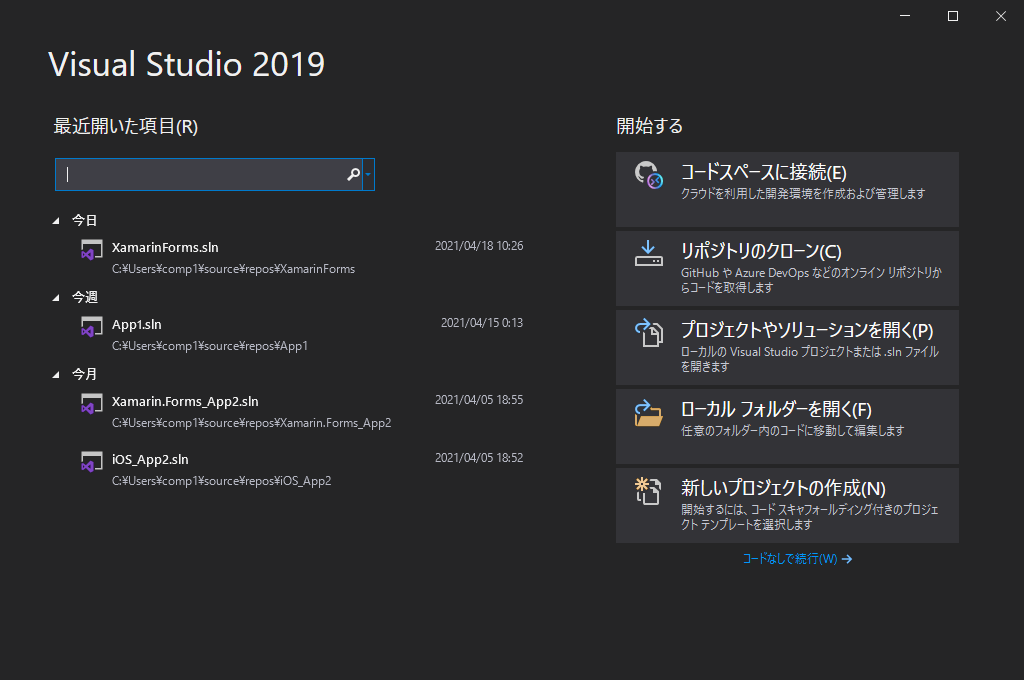 Visual Studio 2019
最近開いた項目(R)
今日
XamarinForms.sln
2021/04/18 10:26
C:¥Users¥comp1¥source¥repos¥XamarinForms
今週
App1.sln
2021/04/15 0:13
C:¥Users¥comp1¥source¥repos¥App1
今月
Xamarin.Forms_App2.sln
2021/04/05 18:55
C:¥Users¥comp1¥source¥repos¥Xamarin.Forms_App2
iOS_App2.sln
2021/04/05 18:52
C:¥Users¥comp1¥source¥repos¥iOS_App2
開始する
コードスペースに接続(E)
クラウドを利用した開発環境を作成および管理します
リポジトリのクローン(C)
GitHub や Azure DevOps などのオンライン リポジトリか
らコードを取得します
プロジェクトやソリューションを開く(P)
ローカルの Visual Studio プロジェクトまたは .sln ファイル
を開きます
ローカル フォルダーを開く(F)
任意のフォルダー内のコードに移動して編集します
新しいプロジェクトの作成(N)
開始するには、コード スキャフォールディング付きのプロジェ
クト テンプレートを選択します
コードなしで続行(W) →